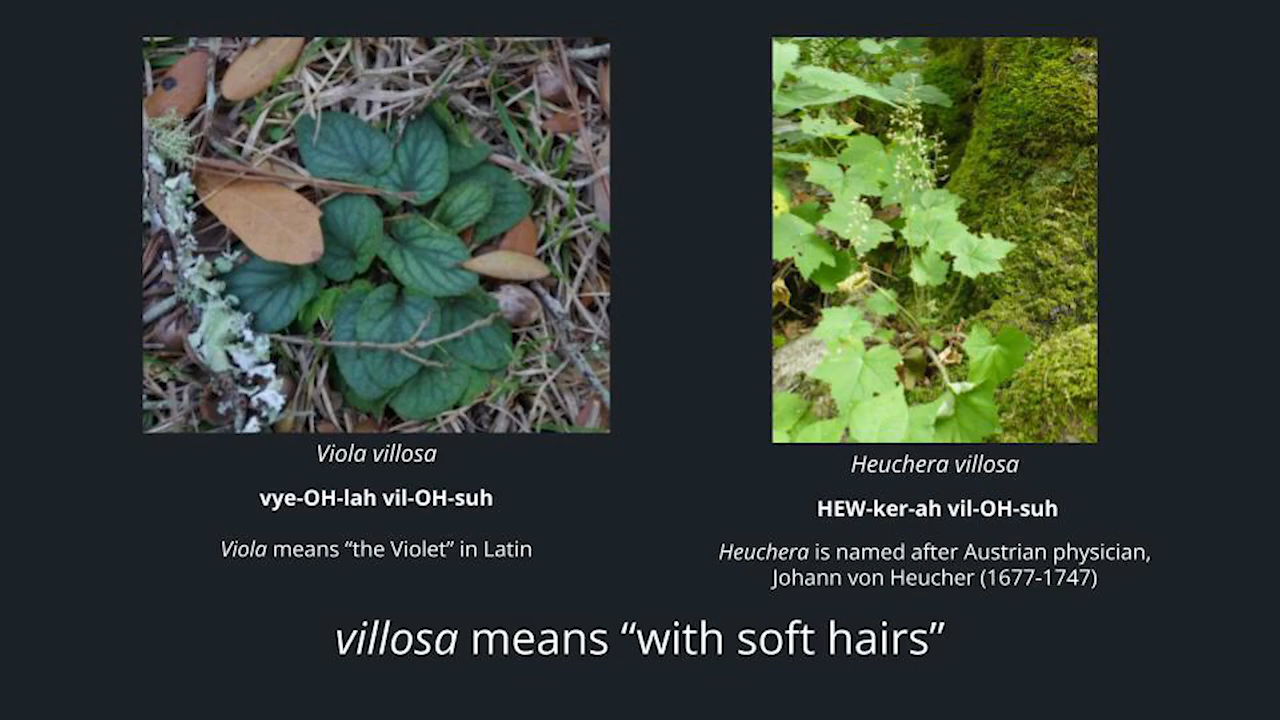 Viola villosa
vye-OH-lah vil-OH-suh
Viola means “the Violet” in Latin
Heuchera villosa
HEW-ker-ah vil-OH-suh
Heuchera is named after Austrian physician,
Johann von Heucher (1677-1747)
villosa means “with soft hairs”